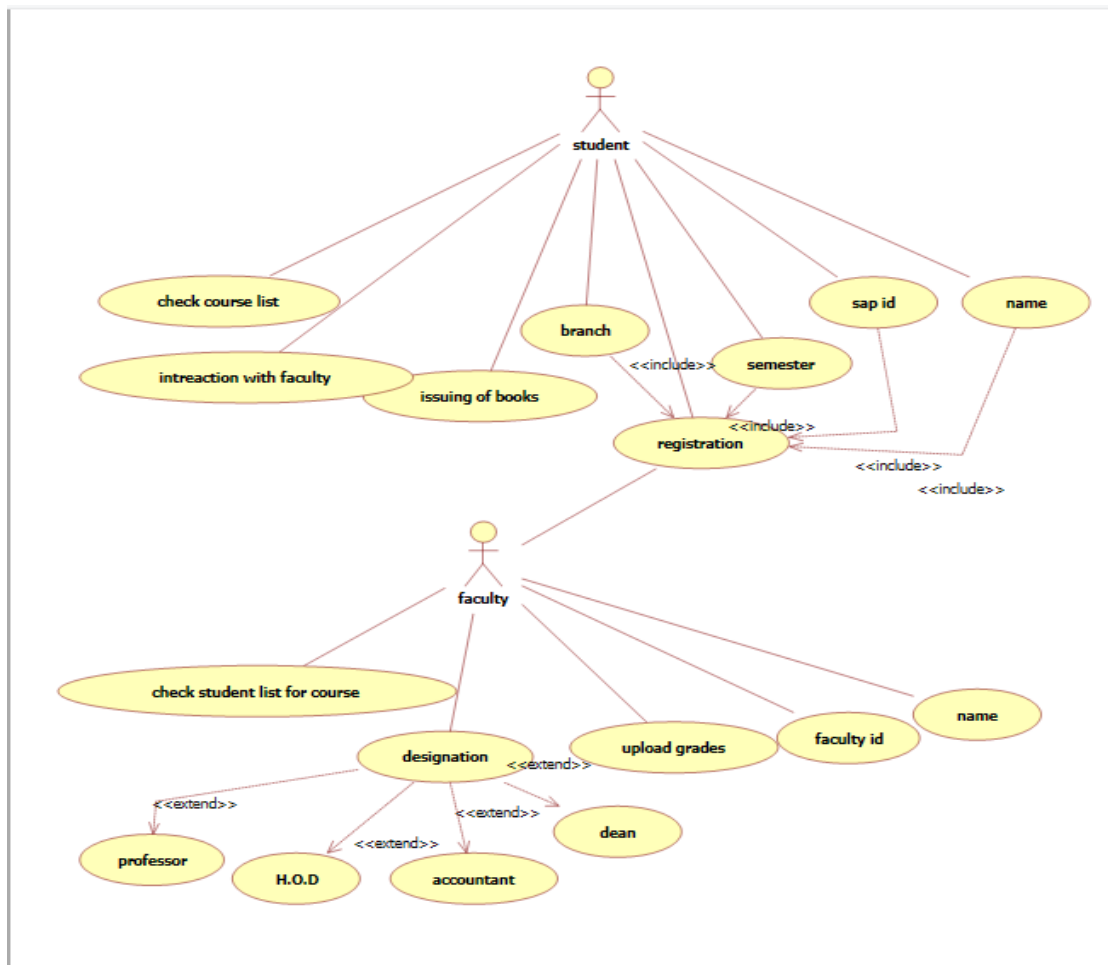 student
check course list
sap id
name
branch
<<include>>
semester
intreaction with faculty
issuing of books
<<include>>
registration
<<include>>
<<include>>
faculty
check student list for course
name
designation
upload grades
faculty id
<<extend>>
<<extend>>
<<extend>>
dean
<<extend>>
professor
H.O.D
accountant